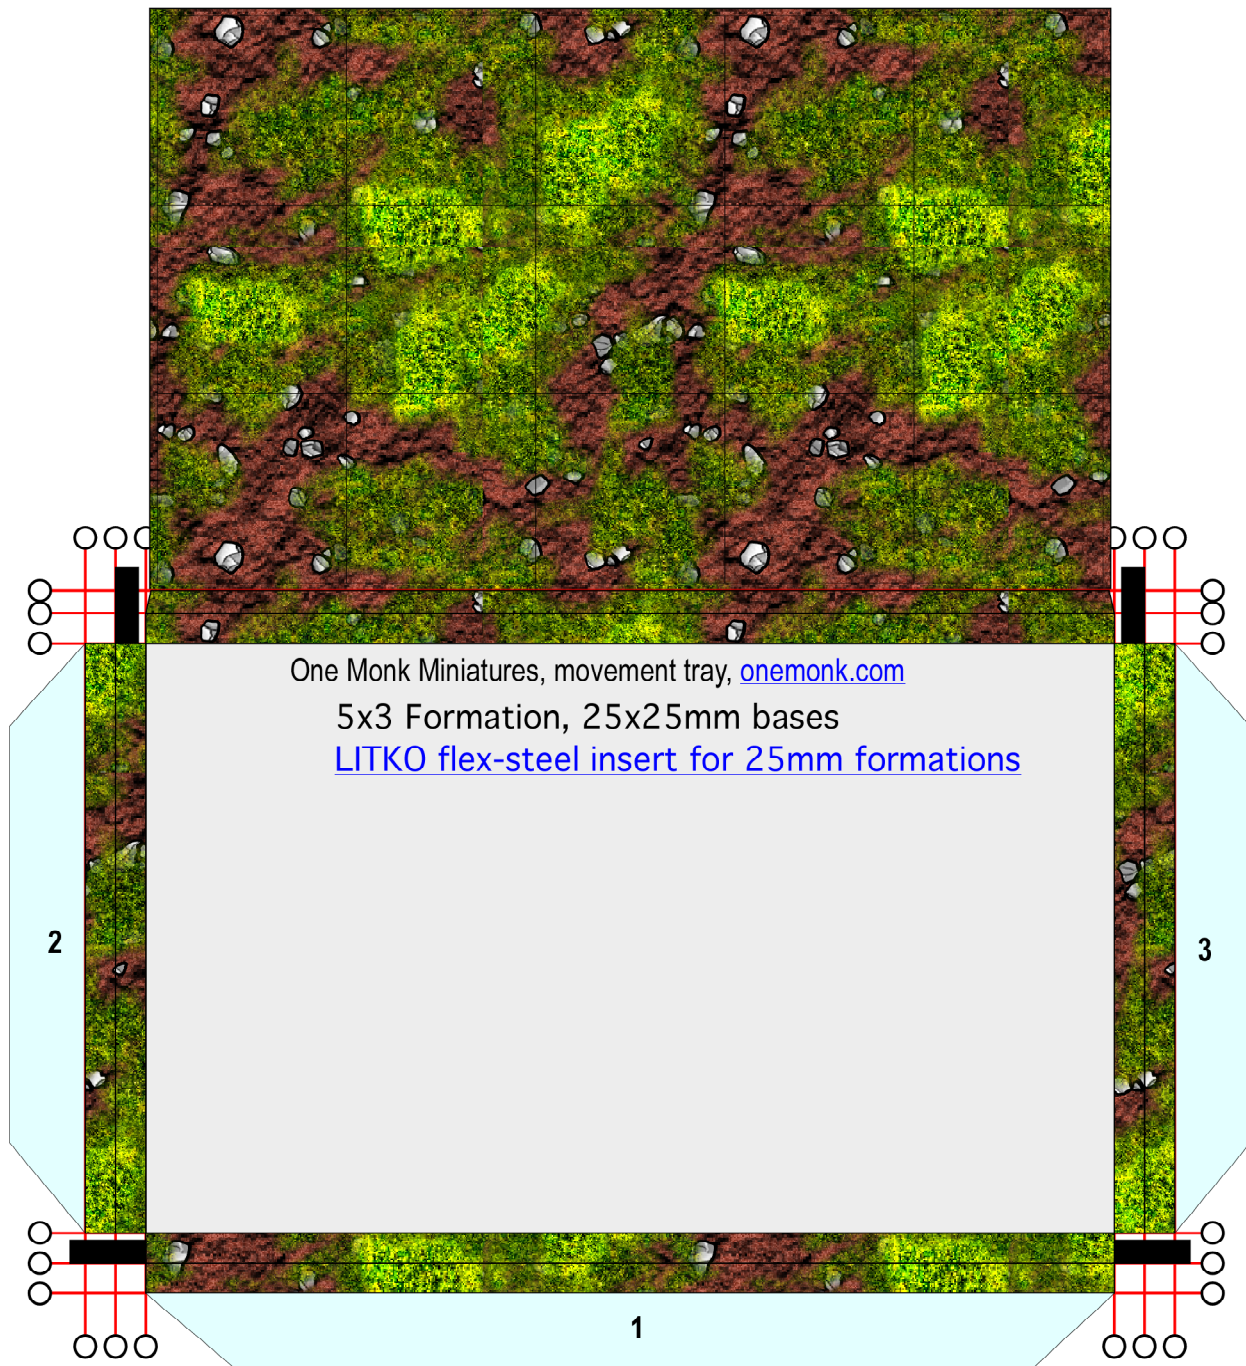 One Monk Miniatures, movement tray, onemonk.com
5x3 Formation, 25x25mm bases
LITKO flex-steel insert for 25mm formations
2
3
1